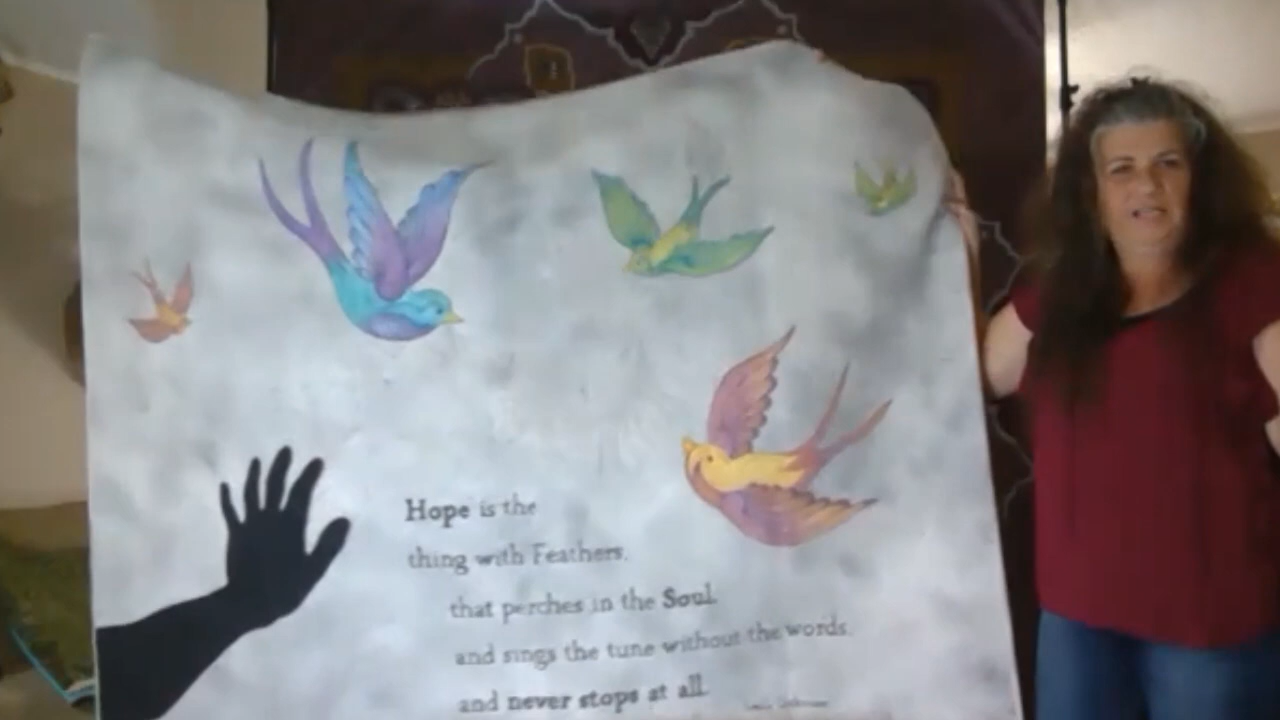 Hope is the
thing with Feathers.
that perches in the Soul.
and sings the tune without the words.
and never stops at all.